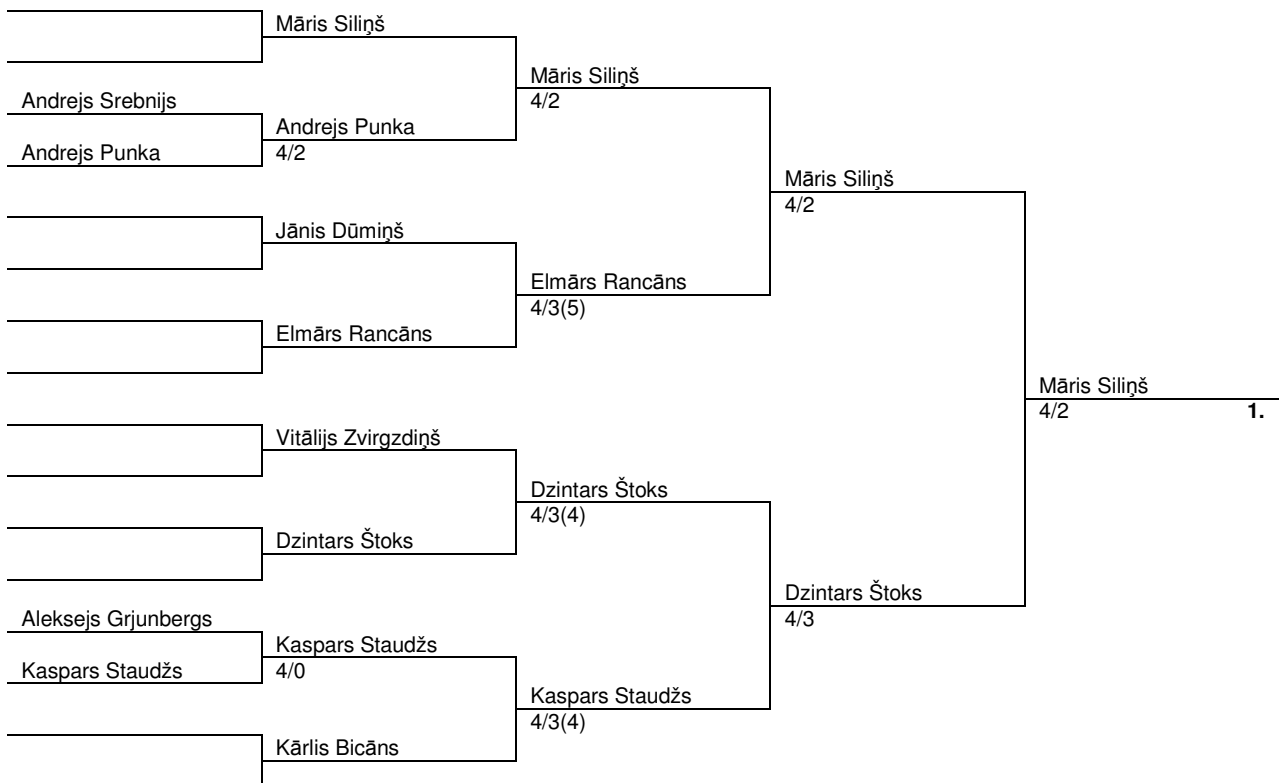 Māris Siliņš
Māris Siliņš
4/2
Andrejs Srebnijs
Andrejs Punka
4/2
Andrejs Punka
Māris Siliņš
4/2
Jānis Dūmiņš
Elmārs Rancāns
4/3(5)
Elmārs Rancāns
Māris Siliņš
4/2 1.
Vitālijs Zvirgzdiņš
Dzintars Štoks
4/3(4)
Dzintars Štoks
Dzintars Štoks
4/3
Aleksejs Grjunbergs
Kaspars Staudžs
4/0
Kaspars Staudžs
Kaspars Staudžs
4/3(4)
Kārlis Bicāns